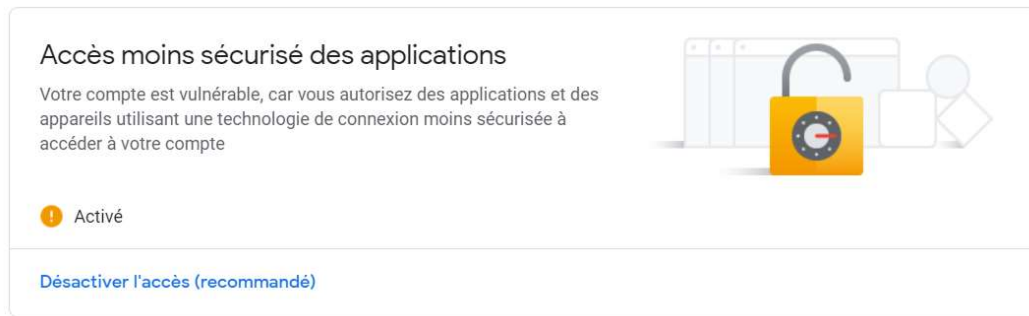 Accès moins sécurisé des applications
Votre compte est vulnérable, car vous autorisez des applications et des
appareils utilisant une technologie de connexion moins sécurisée à
accéder à votre compte
Activé
Désactiver l'accès (recommandé)